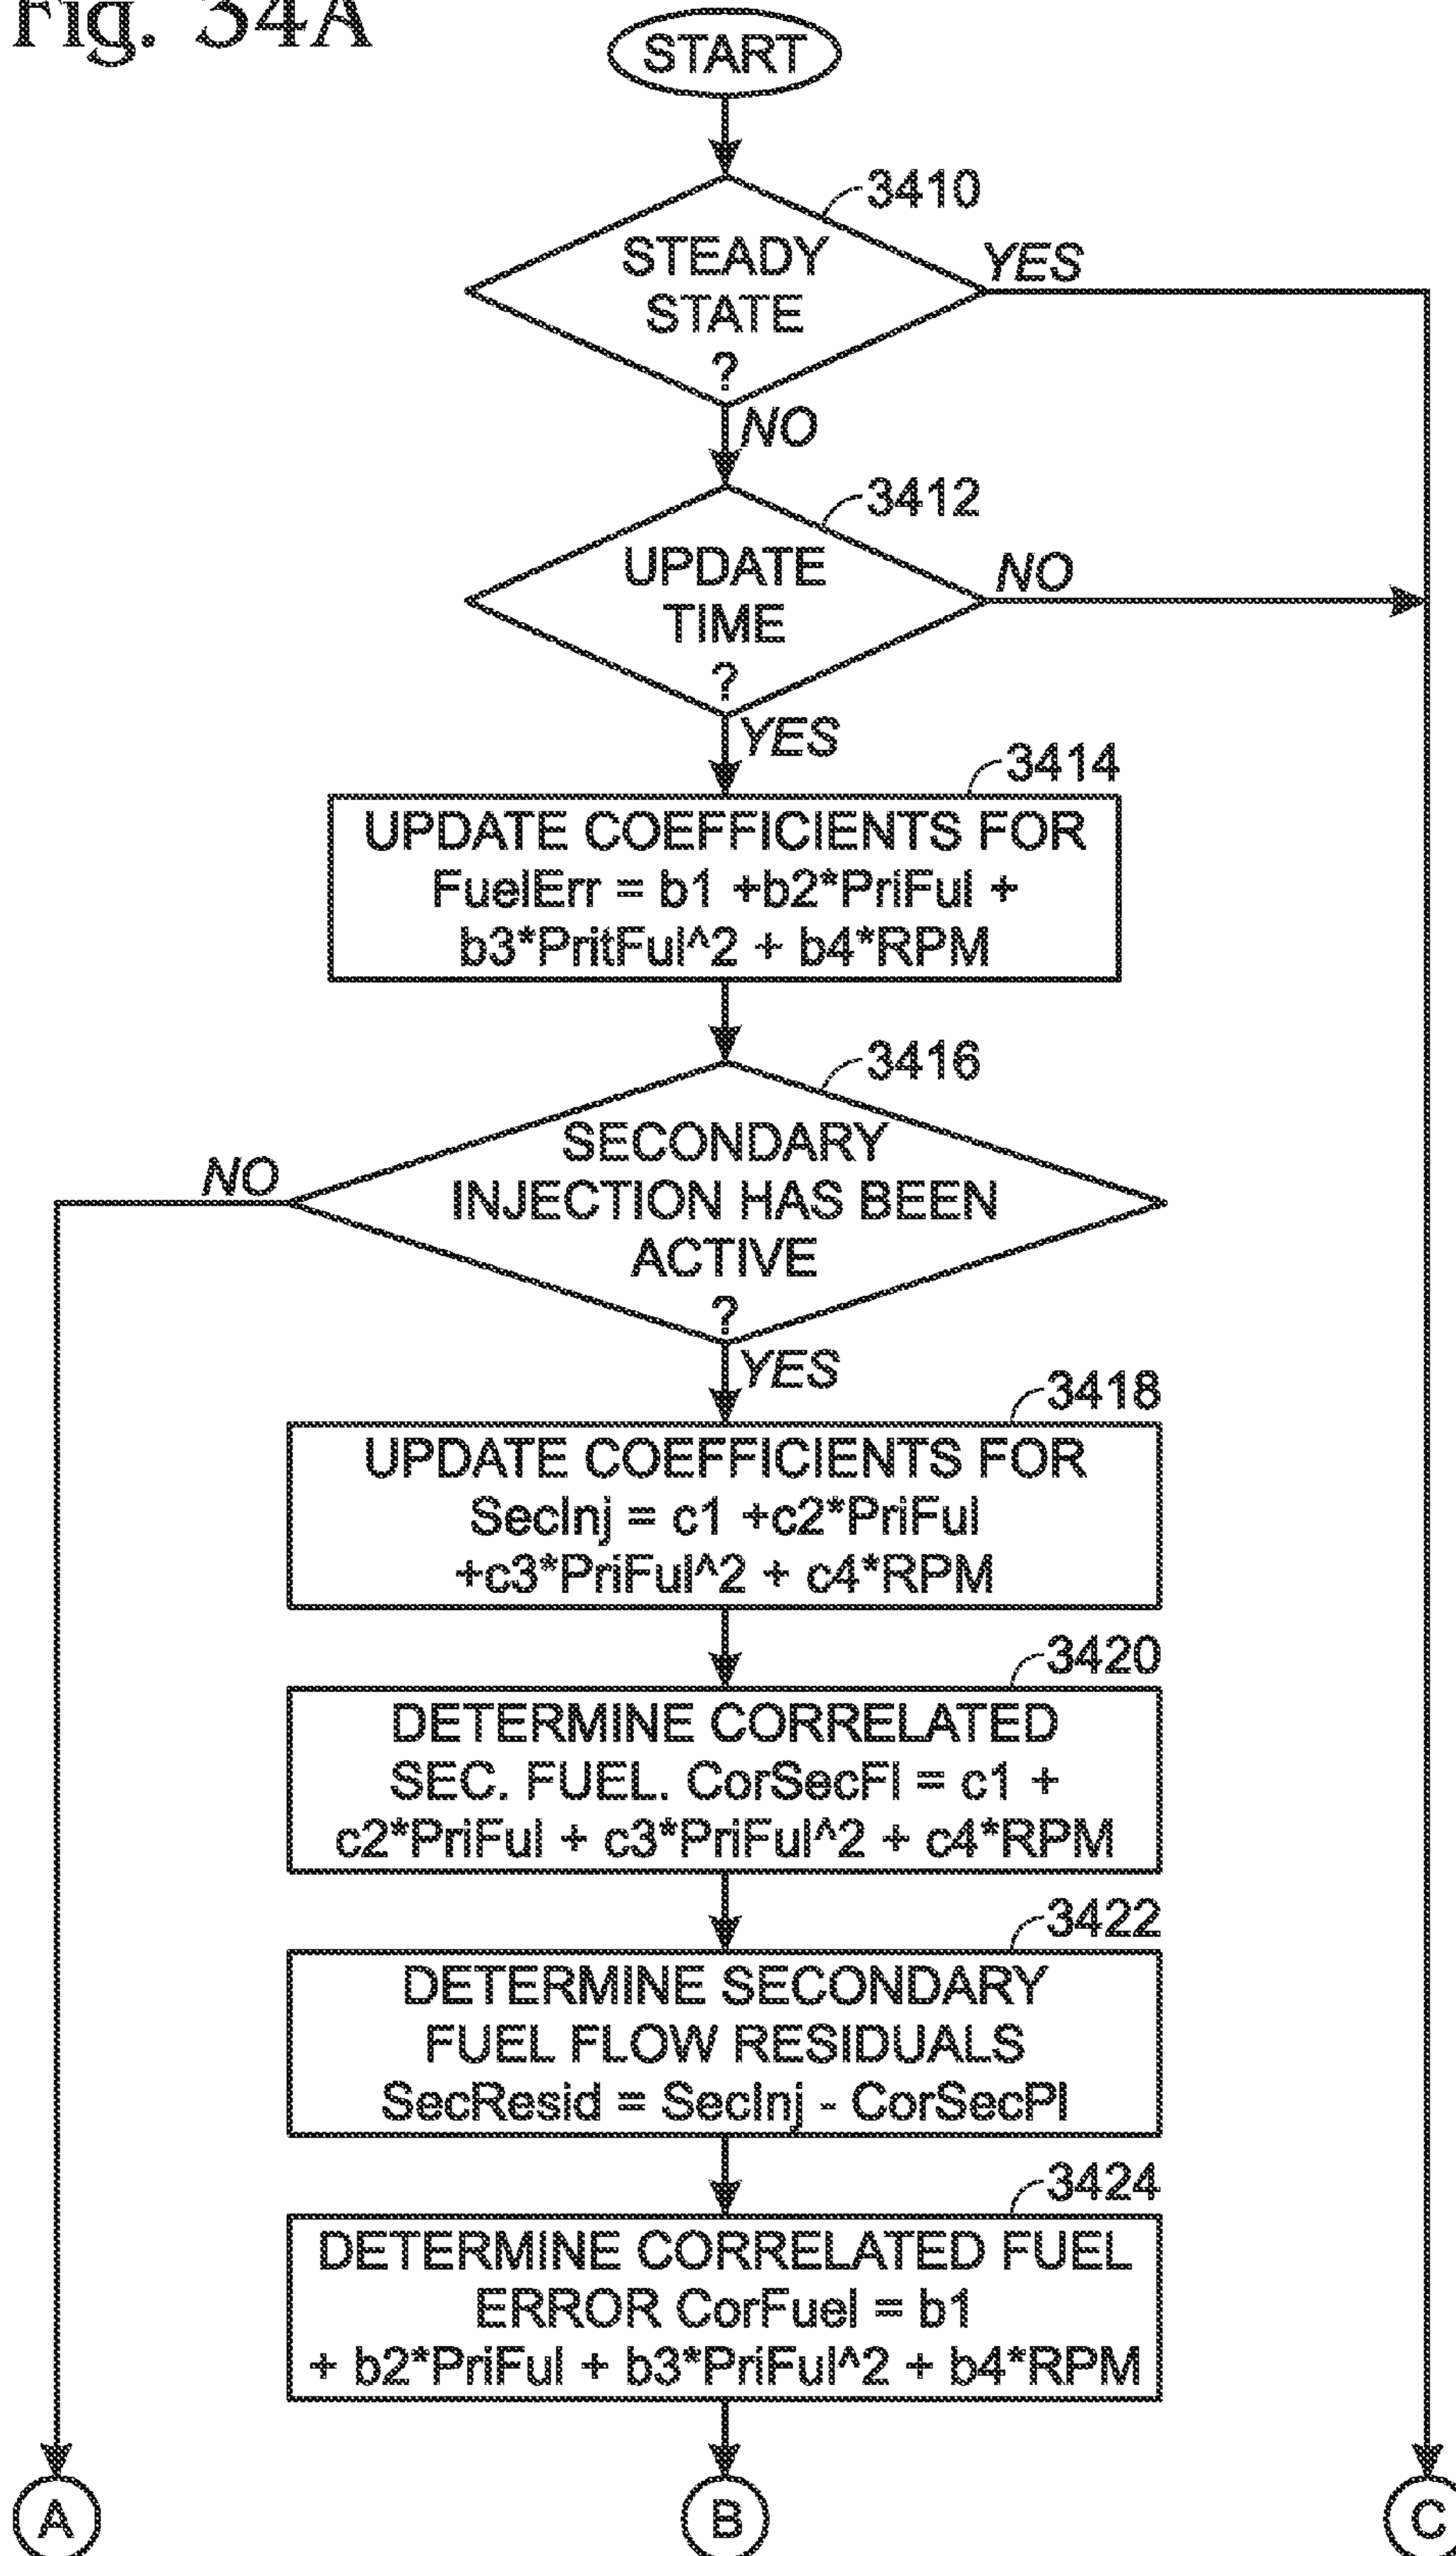 Fig. 34A
START
3410
STEADY
STATE
?
YES
NO
3412
UPDATE
TIME
?
NO
YES
3414
UPDATE COEFFICIENTS FOR
FuelErr = b1 +b2*PriFul +
b3*PritFul^2 + b4*RPM
3416
SECONDARY
INJECTION HAS BEEN
ACTIVE
?
NO
YES
3418
UPDATE COEFFICIENTS FOR
SecInj = c1 +c2*PriFul
+c3*PriFul^2 + c4*RPM
3420
DETERMINE CORRELATED
SEC. FUEL. CorSecFl = c1 +
c2*PriFul + c3*PriFul^2 + c4*RPM
3422
DETERMINE SECONDARY
FUEL FLOW RESIDUALS
SecResid = SecInj - CorSecPl
3424
DETERMINE CORRELATED FUEL
ERROR CorFuel = b1
+ b2*PriFul + b3*PriFul^2 + b4*RPM
A
B
C